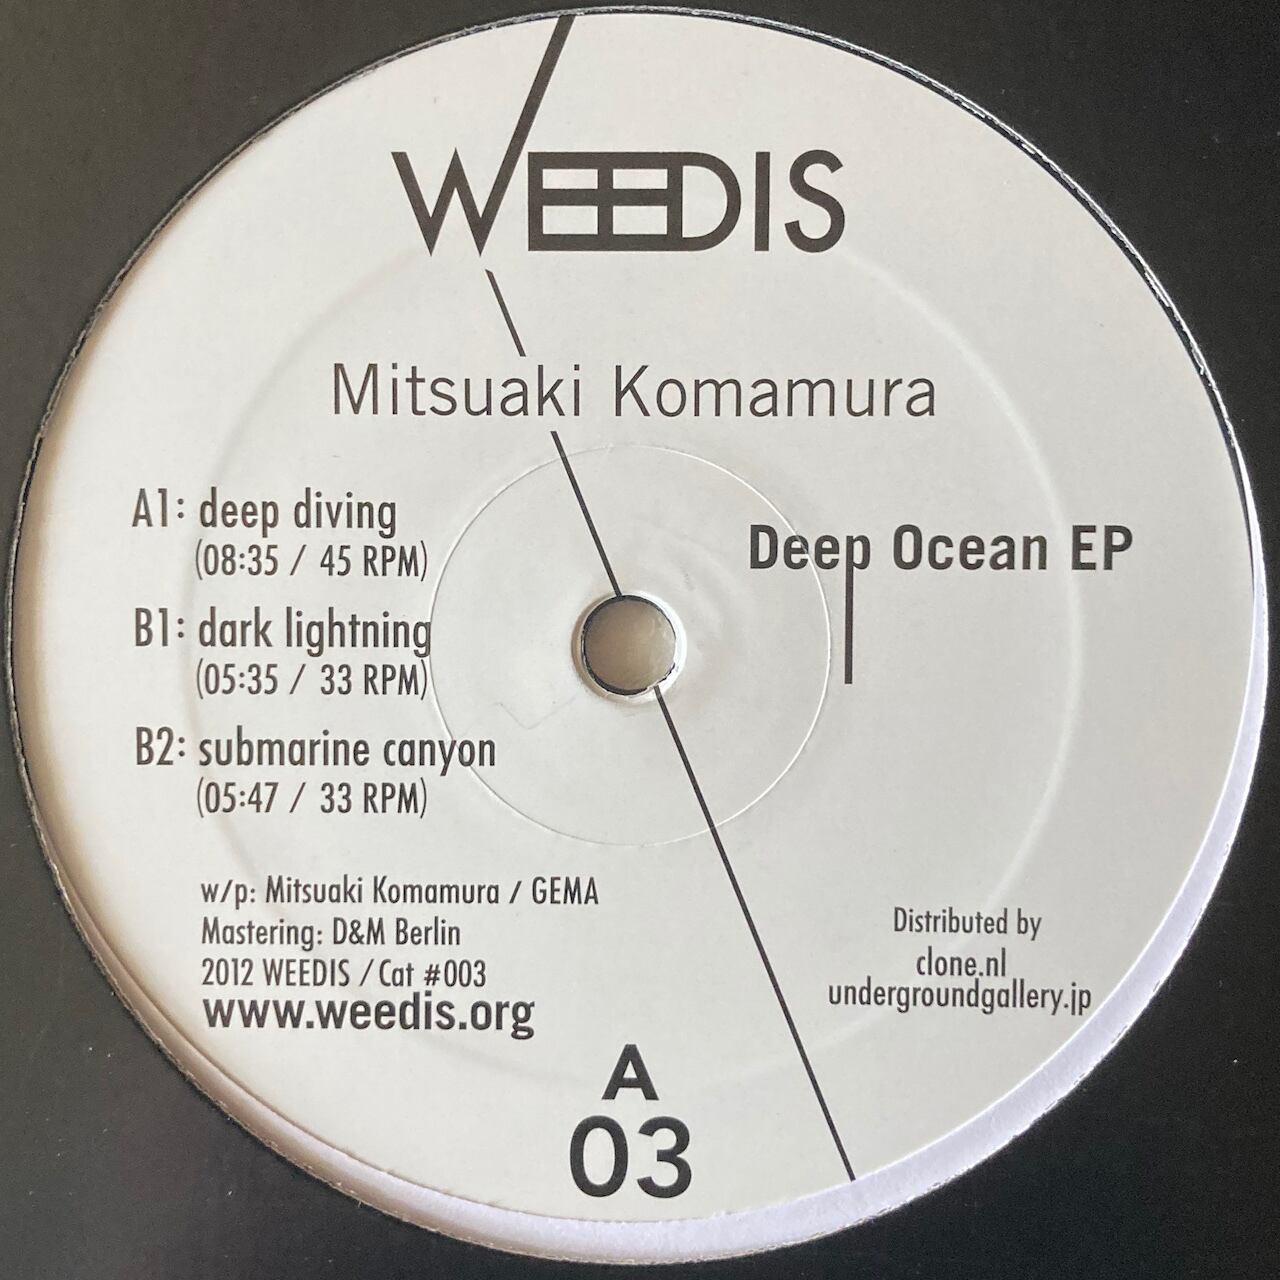 WEEDIS
Mitsuaki Komamura
A1: deep diving
(08:35 / 45 RPM)
Deep Ocean EP
B1: dark lightning
(05:35 / 33 RPM)
B2: submarine canyon
(05:47 / 33 RPM)
w/p: Mitsuaki Komamura / GEMA
Mastering: D&M Berlin
2012 WEEDIS / Cat #003
www.weedis.org
Distributed by
clone.nl
undergroundgallery.jp
A
03